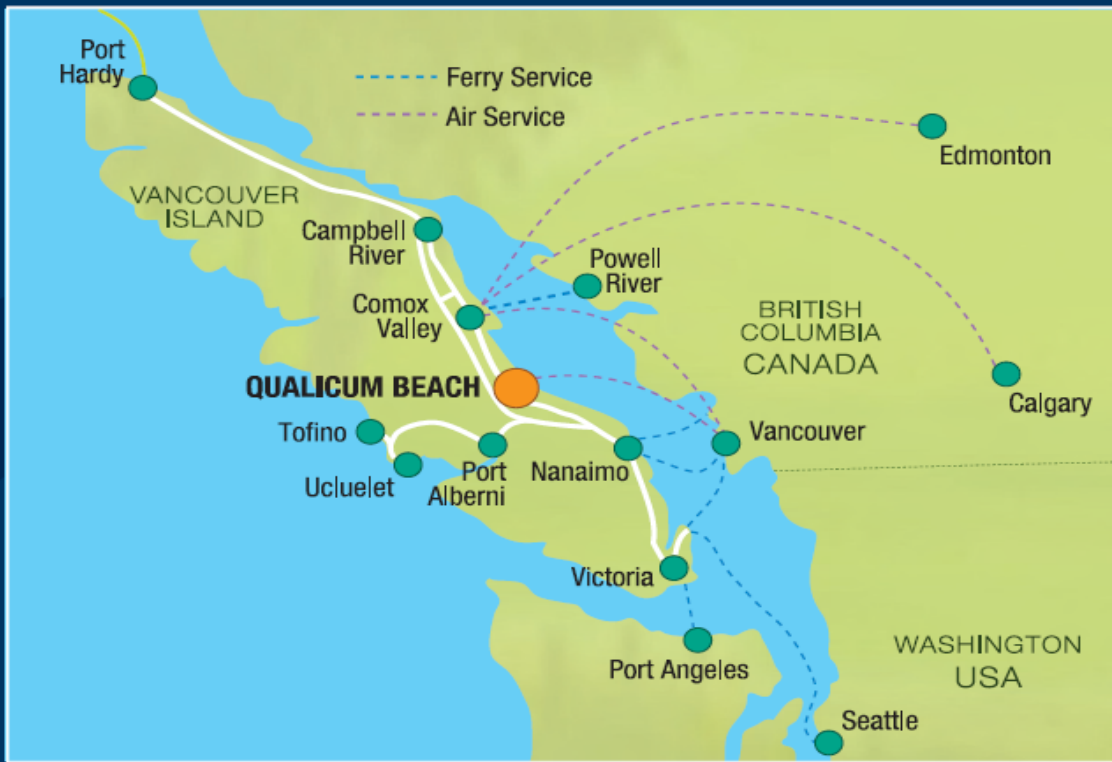 Port
Hardy
Ferry Service
Air Service
Edmonton
VANCOUVER
ISLAND
Campbell
River
Powell
River
Comox
Valley
BRITISH
COLUMBIA
CANADA
QUALICUM BEACH
Calgary
Tofino
Vancouver
Ucluelet
Port
Alberni
Nanaimo
Victoria
Port Angeles
WASHINGTON
USA
Seattle